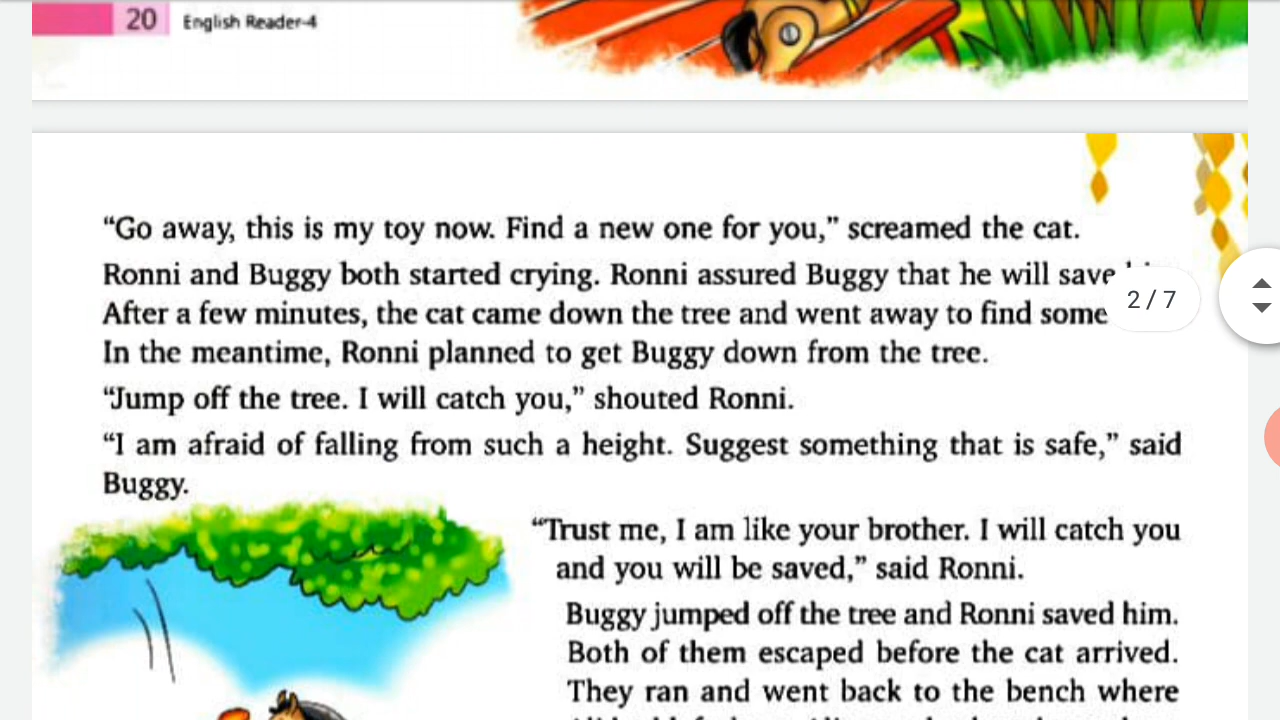 20 English Reader-4
“Go away, this is my toy now. Find a new one for you,” screamed the cat.
Ronni and Buggy both started crying. Ronni assured Buggy that he will save
2 / 7
After a few minutes, the cat came down the tree and went away to find some
In the meantime, Ronni planned to get Buggy down from the tree.
“Jump off the tree. I will catch you,” shouted Ronni.
“I am afraid of falling from such a height. Suggest something that is safe,” said
Buggy.
“Trust me, I am like your brother. I will catch you
and you will be saved,” said Ronni.
Buggy jumped off the tree and Ronni saved him.
Both of them escaped before the cat arrived.
They ran and went back to the bench where